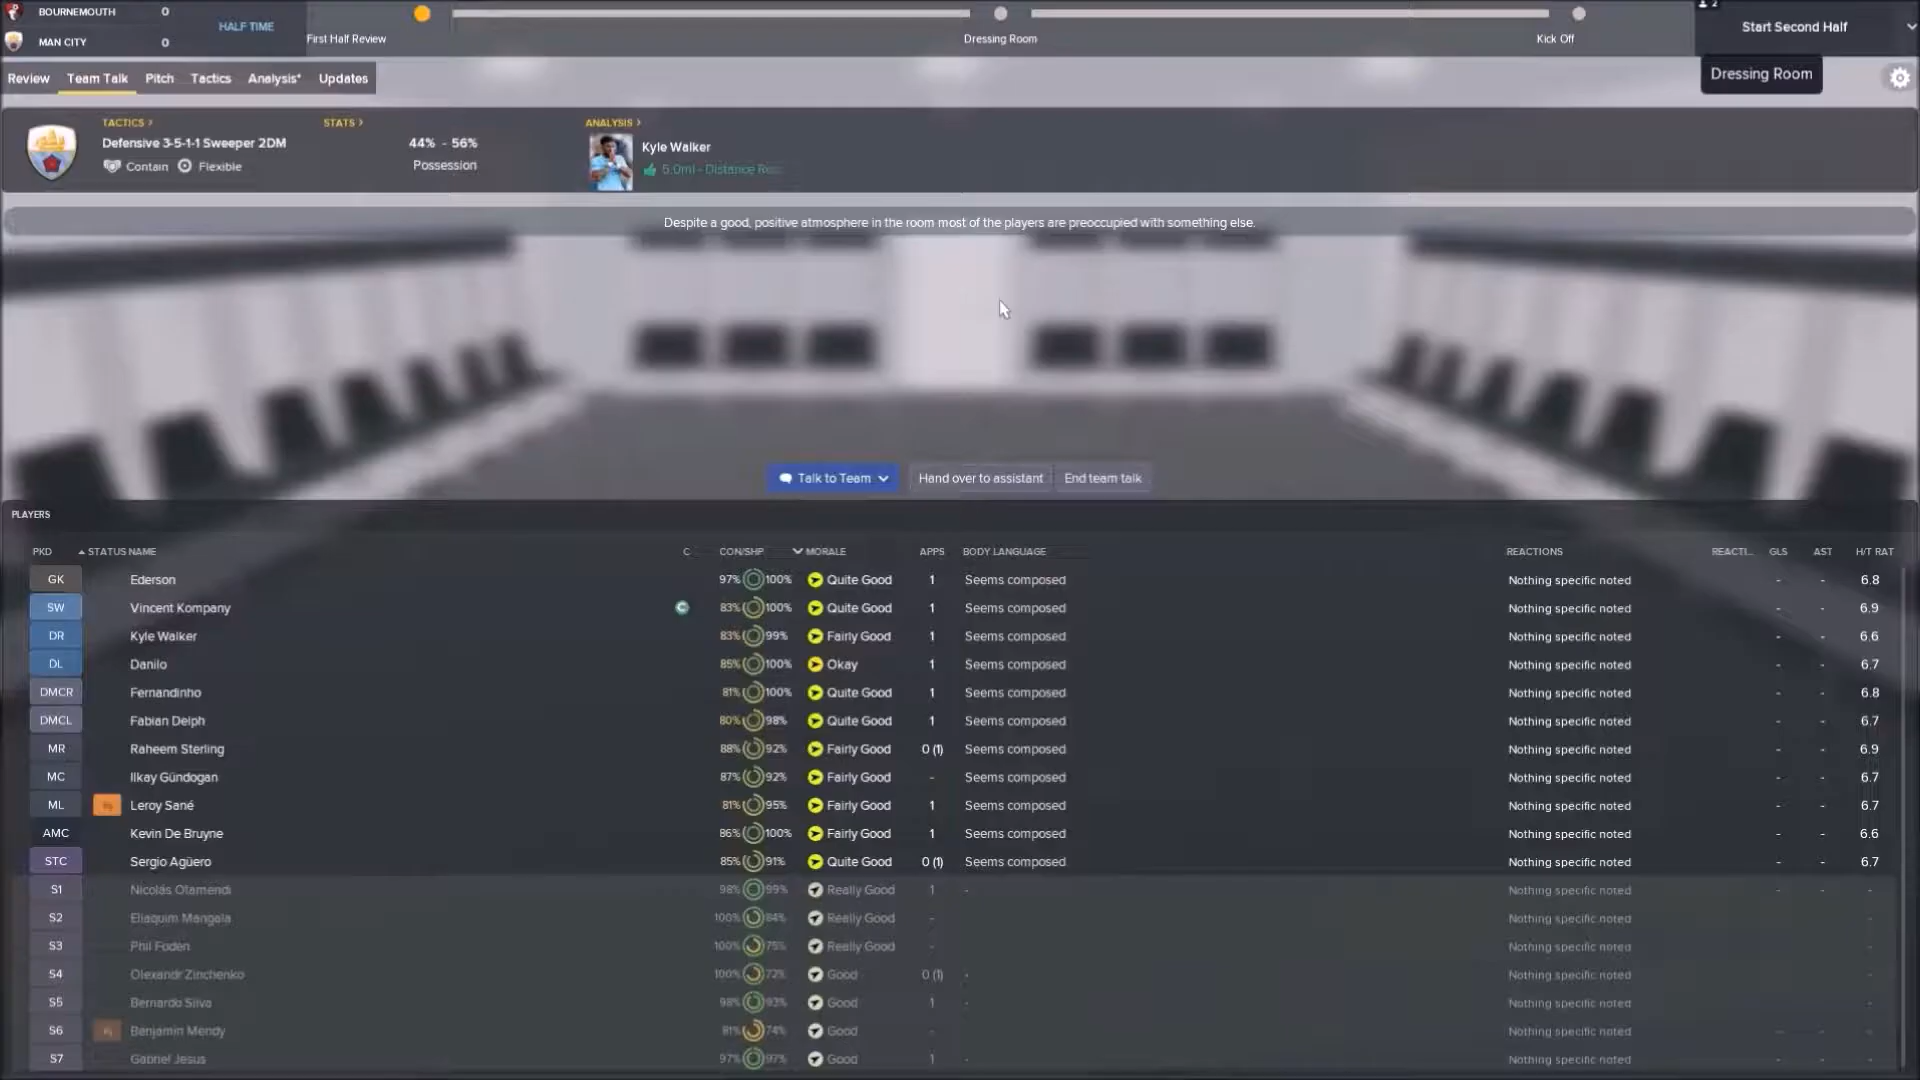 BOURNEMOUTH 0
MAN CITY 0
HALF TIME
First Half Review
Dressing Room
Kick Off
2
Start Second Half
Review Team Talk Pitch Tactics Analysis* Updates
Dressing Room
TACTICS >
Defensive 3-5-1-1 Sweeper 2DM
Contain Flexible
STATS >
44% - 56%
Possession
ANALYSIS >
Kyle Walker
5.0mi - Distance
Despite a good, positive atmosphere in the room most of the players are preoccupied with something else.
Talk to Team Hand over to assistant End team talk
PLAYERS
PKD STATUS NAME C CON/SHP MORALE APPS BODY LANGUAGE REACTIONS REACTI... GLS AST H/T RAT
GK Ederson 97% 100% Quite Good 1 Seems composed Nothing specific noted - - 6.8
SW Vincent Kompany C 83% 100% Quite Good 1 Seems composed Nothing specific noted - - 6.9
DR Kyle Walker 83% 99% Fairly Good 1 Seems composed Nothing specific noted - - 6.6
DL Danilo 85% 100% Okay 1 Seems composed Nothing specific noted - - 6.7
DMCR Fernandinho 81% 100% Quite Good 1 Seems composed Nothing specific noted - - 6.8
DMCL Fabian Delph 80% 98% Quite Good 1 Seems composed Nothing specific noted - - 6.7
MR Raheem Sterling 88% 92% Fairly Good 0 (1) Seems composed Nothing specific noted - - 6.9
MC Ilkay Gündogan 87% 92% Fairly Good - Seems composed Nothing specific noted - - 6.7
ML Leroy Sané 81% 95% Fairly Good 1 Seems composed Nothing specific noted - - 6.7
AMC Kevin De Bruyne 86% 100% Fairly Good 1 Seems composed Nothing specific noted - - 6.6
STC Sergio Agüero 85% 91% Quite Good 0 (1) Seems composed Nothing specific noted - - 6.7
S1 Nicolás Otamendi 98% 99% Really Good 1 - Nothing specific noted - - -
S2 Eliaquim Mangala 100% 84% Really Good - Nothing specific noted -
S3 Phil Foden 100% 75% Really Good - Nothing specific noted -
S4 Olexandr Zinchenko 100% 72% Good 0 (1) - Nothing specific noted -
S5 Bernardo Silva 98% 93% Good 1 - Nothing specific noted -
S6 Benjamin Mendy 81% 74% Good - Nothing specific noted - - -
S7 Gabriel Jesus 97% 97% Good 1 - Nothing specific noted - - -